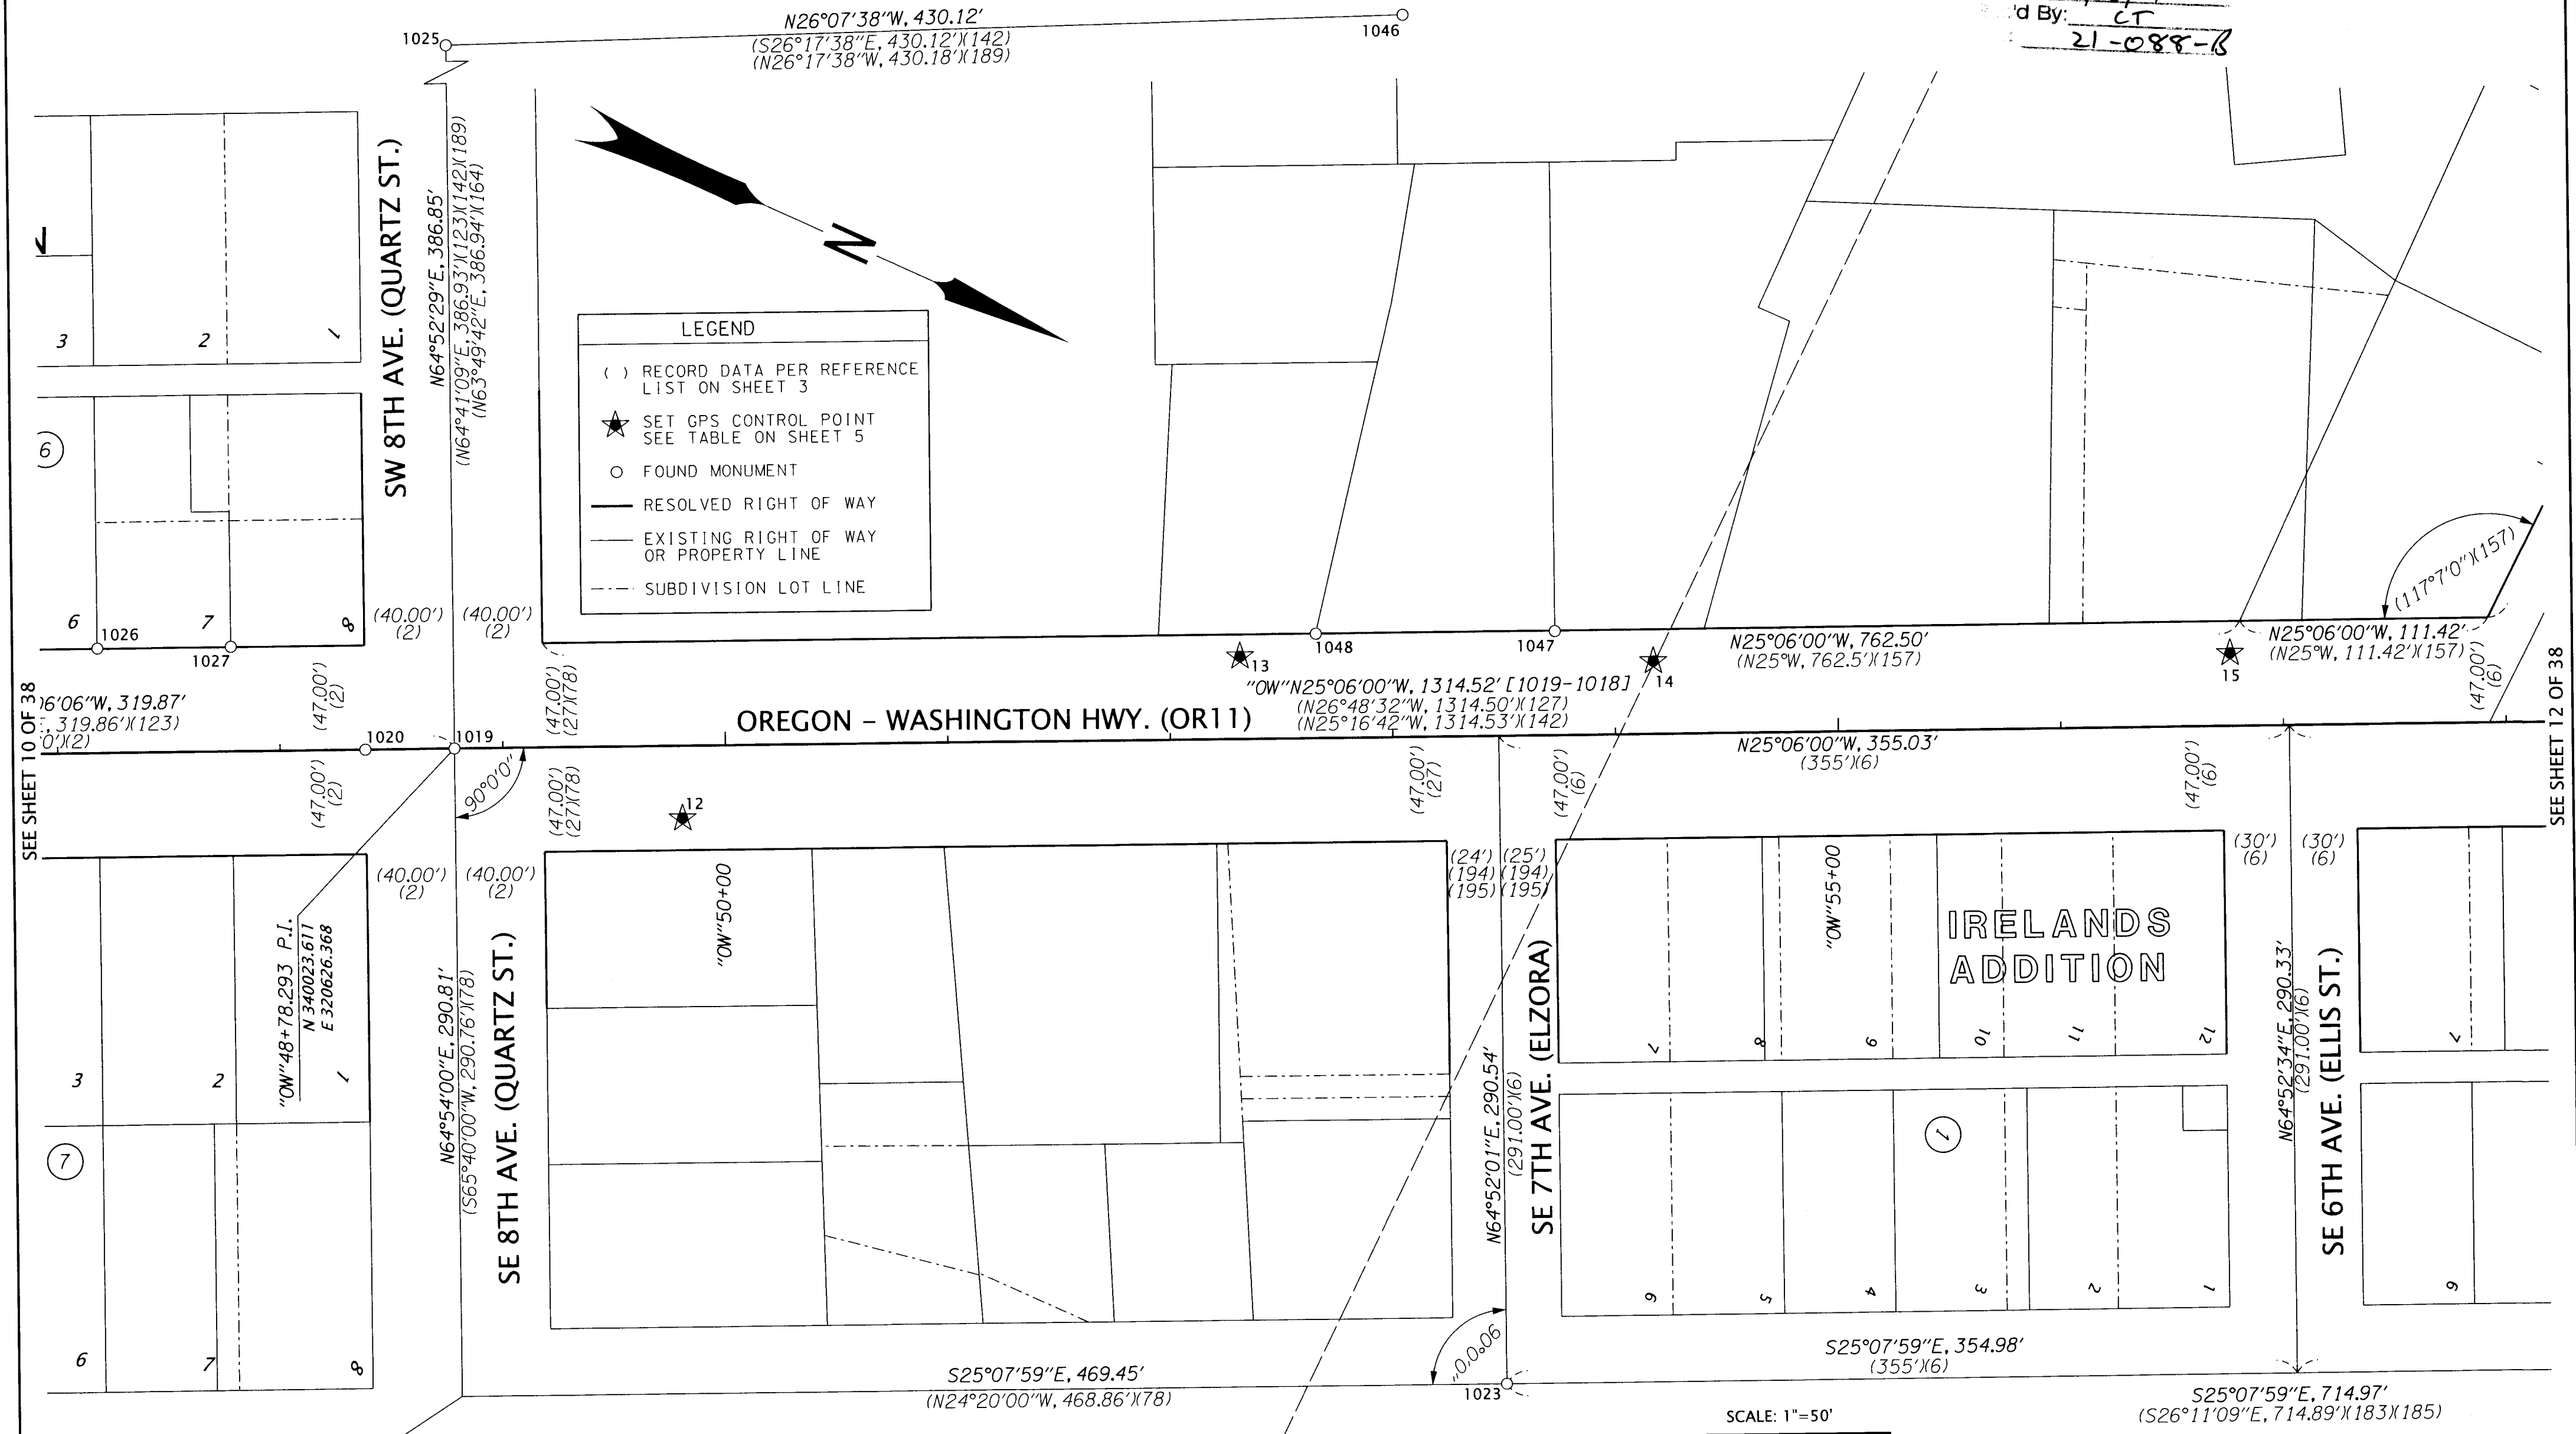 N26°07'38"W, 430.12'
(S26°17'38"E, 430.12')(142)
(N26°17'38"W, 430.18')(189)
1025
1046
'd By: CT
21-088-B
SW 8TH AVE. (QUARTZ ST.)
N64°52'29"E, 386.85'
(N64°41'09"E, 386.93')(123)(142)(189)
(N63°49'42"E, 386.94')(164)
N
3
2
1
6
6
7
8
1026
1027
(40.00')
(2)
(40.00')
(2)
LEGEND
( ) RECORD DATA PER REFERENCE
LIST ON SHEET 3
SET GPS CONTROL POINT
SEE TABLE ON SHEET 5
FOUND MONUMENT
RESOLVED RIGHT OF WAY
EXISTING RIGHT OF WAY
OR PROPERTY LINE
SUBDIVISION LOT LINE
13
1048
1047
14
15
N25°06'00"W, 762.50'
(N25°W, 762.5')(157)
N25°06'00"W, 111.42'
(N25°W, 111.42')(157)
(117°7'0")(157)
(47.00')
(6)
SEE SHEET 10 OF 38
SEE SHEET 12 OF 38
06'06"W, 319.87'
, 319.86')(123)
0')(2)
(47.00')
(2)
(47.00')
(27)(78)
1020
1019
OREGON - WASHINGTON HWY. (OR11)
"OW"N25°06'00"W, 1314.52' [1019-1018]
(N26°48'32"W, 1314.50')(127)
(N25°16'42"W, 1314.53')(142)
N25°06'00"W, 355.03'
(355')(6)
(47.00')
(2)
90°0'0"
(47.00')
(27)(78)
12
(47.00')
(27)
(47.00')
(6)
(47.00')
(6)
(40.00')
(2)
(40.00')
(2)
(24')
(194)
(195)
(25')
(194)
(195)
(30')
(6)
(30')
(6)
"OW"48+78.293 P.I.
N 340023.611
E 320626.368
"OW"50+00
"OW"55+00
IRELANDS
ADDITION
3
2
1
7
6
7
8
N64°54'00"E, 290.81'
(S65°40'00"W, 290.76')(78)
SE 8TH AVE. (QUARTZ ST.)
N64°52'01"E, 290.54'
(291.00')(6)
SE 7TH AVE. (ELZORA)
7
8
9
10
11
12
1
6
5
4
3
2
1
N64°52'34"E, 290.33'
(291.00')(6)
SE 6TH AVE. (ELLIS ST.)
7
6
90°0'0"
S25°07'59"E, 469.45'
(N24°20'00"W, 468.86')(78)
1023
S25°07'59"E, 354.98'
(355')(6)
S25°07'59"E, 714.97'
(S26°11'09"E, 714.89')(183)(185)
SCALE: 1"=50'